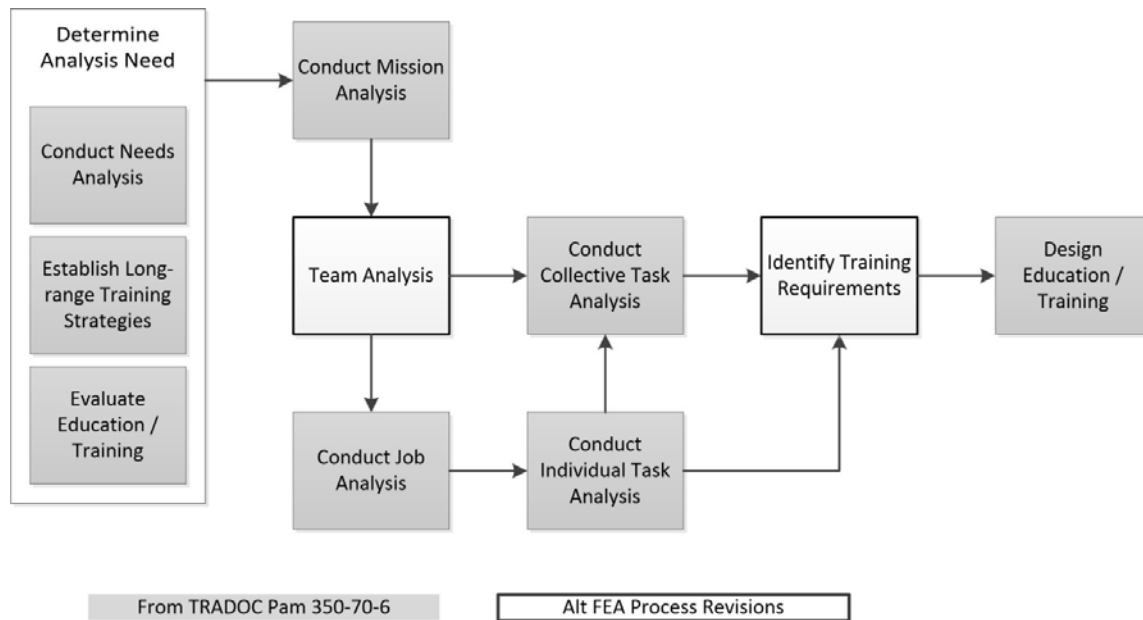 Determine
Analysis Need
Conduct Needs
Analysis
Establish Long-
range Training
Strategies
Evaluate
Education /
Training
Conduct Mission
Analysis
Team Analysis
Conduct
Collective Task
Analysis
Identify Training
Requirements
Design
Education /
Training
Conduct Job
Analysis
Conduct
Individual Task
Analysis
From TRADOC Pam 350-70-6
Alt FEA Process Revisions